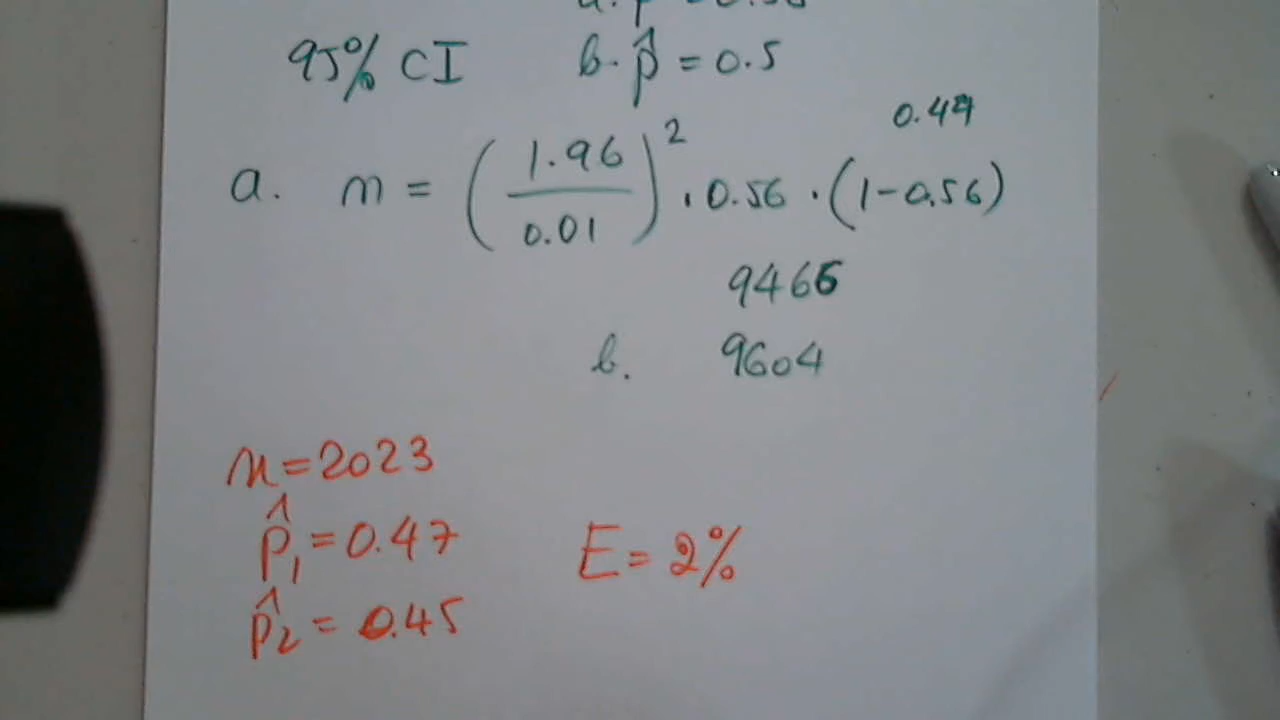 95% CI b. p̂ = 0.5
0.44
a. n = (1.96/0.01)² · 0.56 · (1-0.56)
9466
b. 9604
n=2023
p̂₁ = 0.47
E = 2%
p̂₂ = 0.45